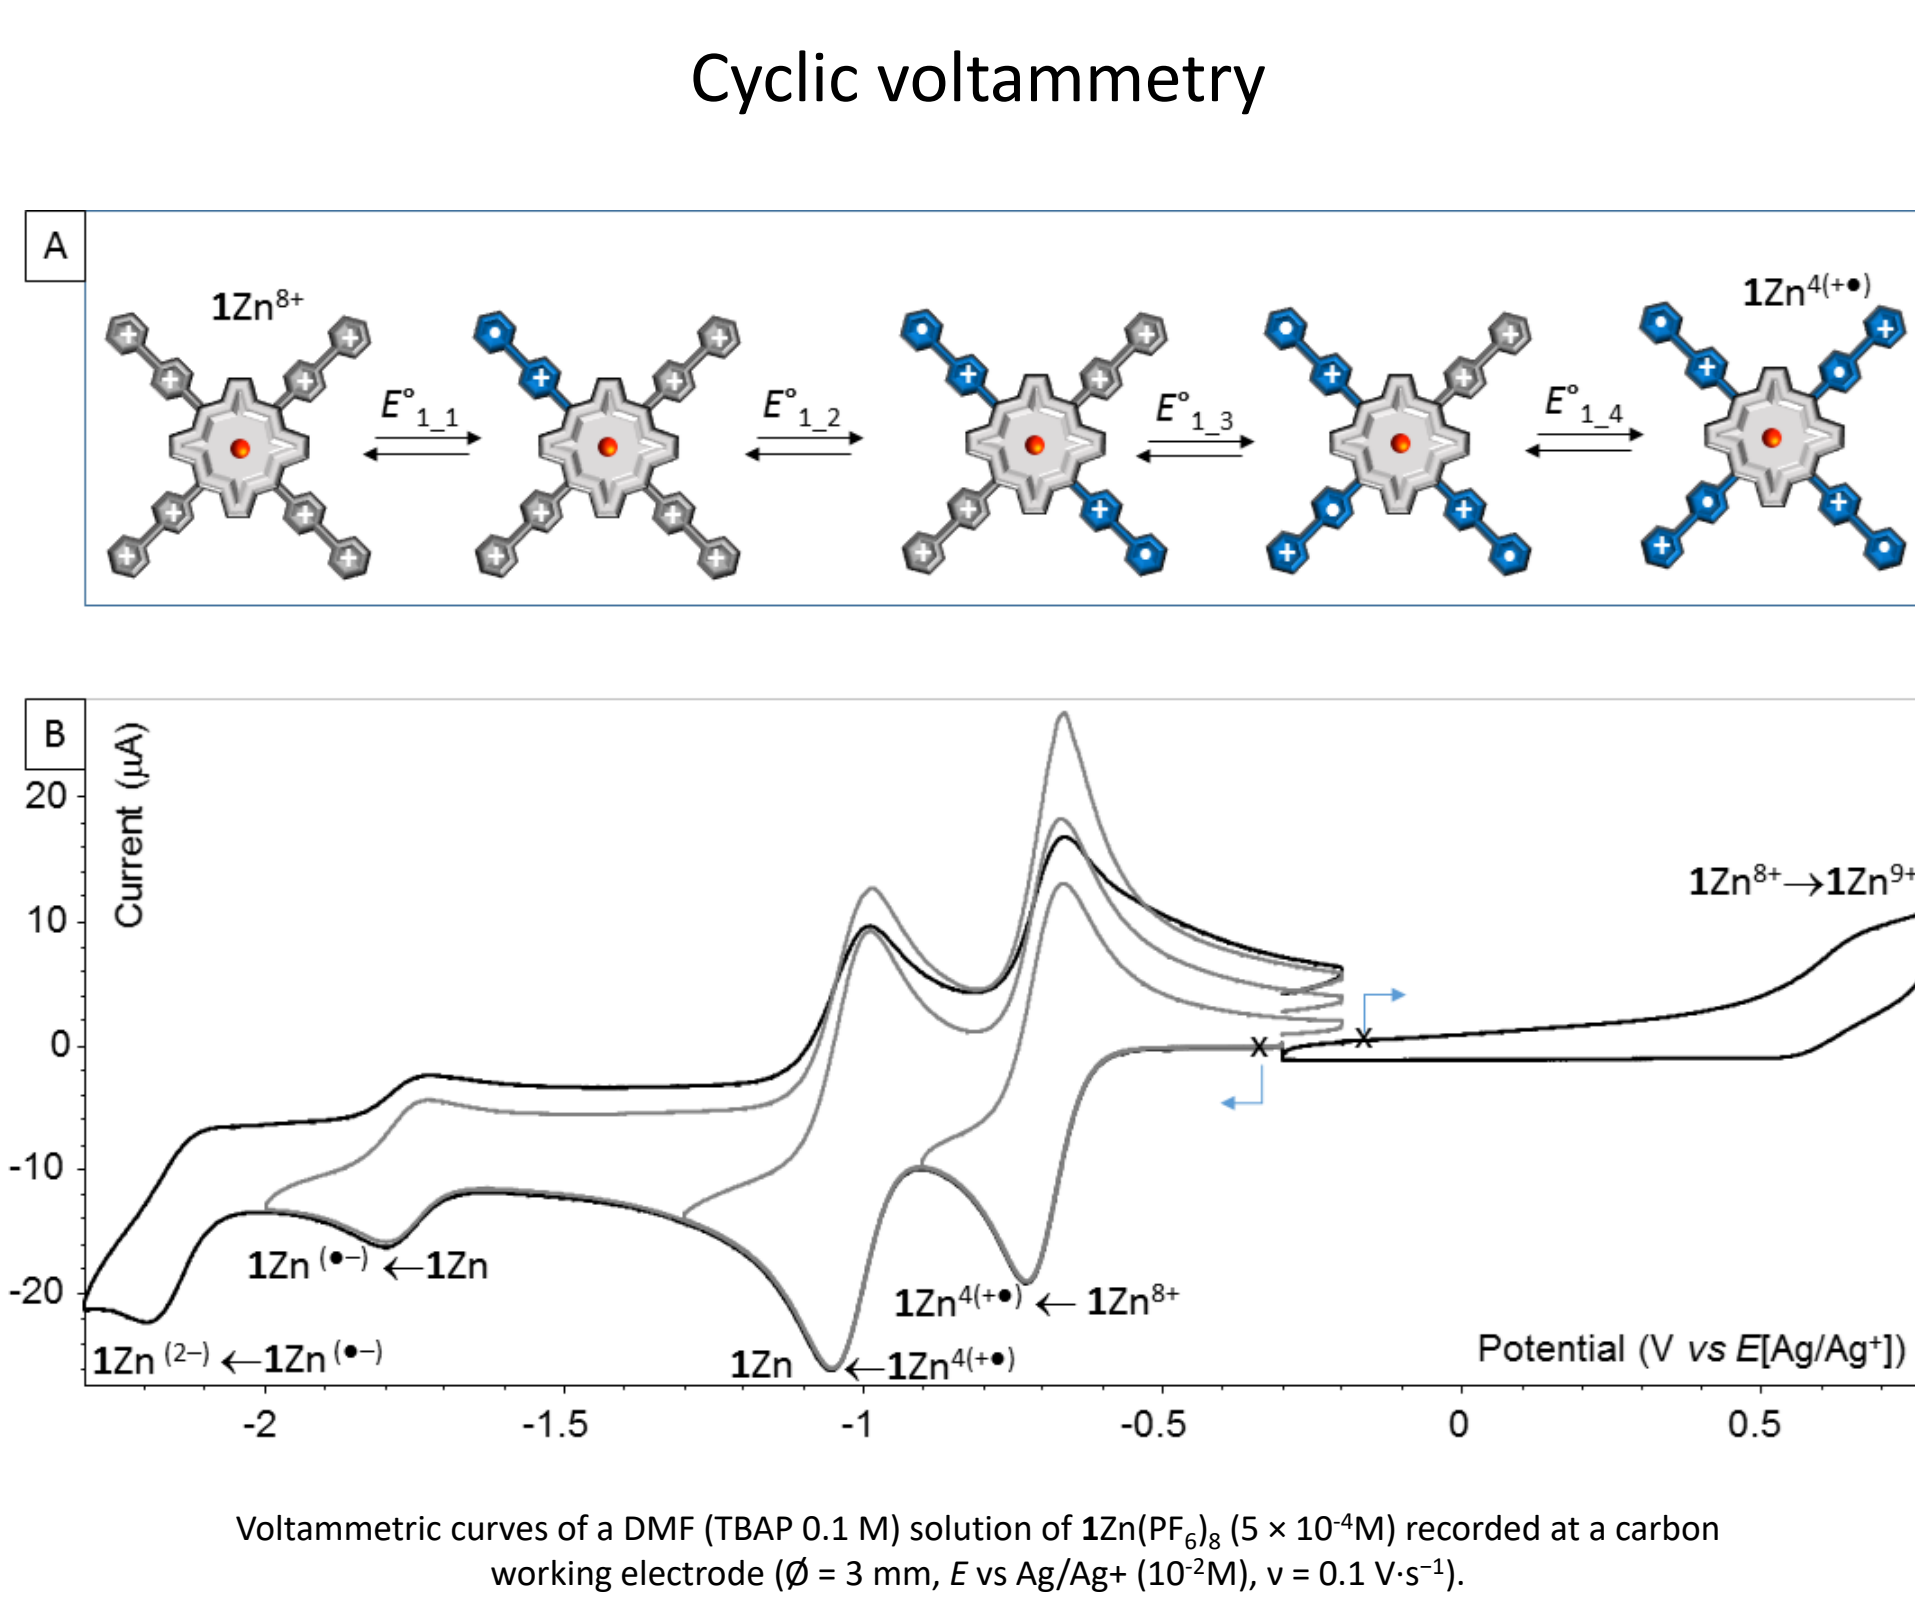 Cyclic voltammetry
A
1Zn⁸⁺
1Zn⁴⁽⁺•⁾
E°1_1
E°1_2
E°1_3
E°1_4
B
Current (µA)
20
10
0
-10
-20
1Zn⁸⁺→1Zn⁹⁺
x
x
1Zn⁽•–⁾←1Zn
1Zn⁴⁽⁺•⁾← 1Zn⁸⁺
1Zn⁽²⁻⁾←1Zn⁽•–⁾
1Zn ←1Zn⁴⁽⁺•⁾
Potential (V vs E[Ag/Ag⁺])
-2
-1.5
-1
-0.5
0
0.5
Voltammetric curves of a DMF (TBAP 0.1 M) solution of 1Zn(PF₆)₈ (5 × 10⁻⁴M) recorded at a carbon
working electrode (Ø = 3 mm, E vs Ag/Ag+ (10⁻²M), ν = 0.1 V·s⁻¹).